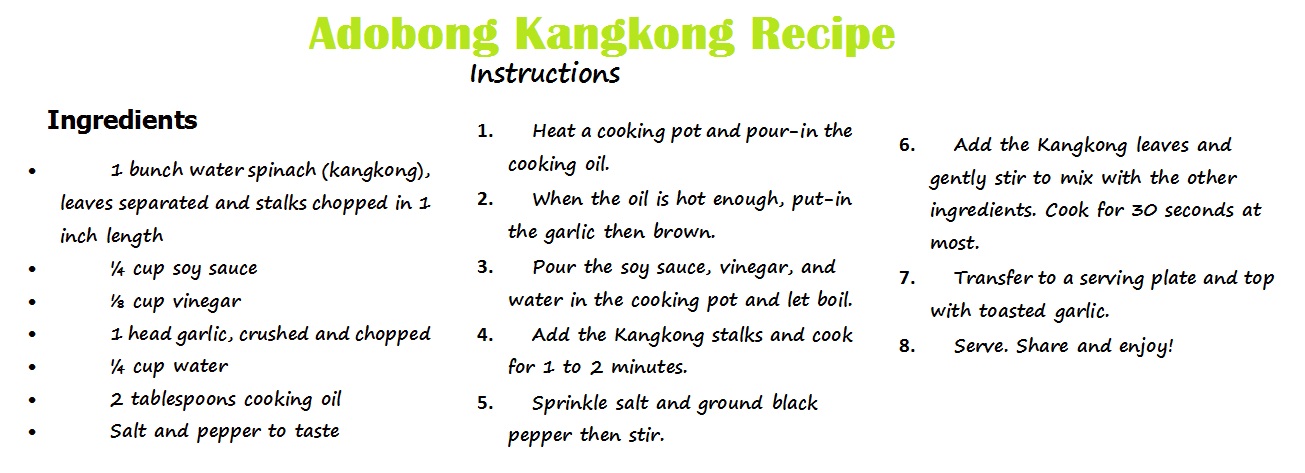 Adobong Kangkong Recipe
Instructions
Ingredients
• 1 bunch water spinach (kangkong),
leaves separated and stalks chopped in 1
inch length
• ¼ cup soy sauce
• ⅛ cup vinegar
• 1 head garlic, crushed and chopped
• ¼ cup water
• 2 tablespoons cooking oil
• Salt and pepper to taste
1. Heat a cooking pot and pour-in the
cooking oil.
2. When the oil is hot enough, put-in
the garlic then brown.
3. Pour the soy sauce, vinegar, and
water in the cooking pot and let boil.
4. Add the Kangkong stalks and cook
for 1 to 2 minutes.
5. Sprinkle salt and ground black
pepper then stir.
6. Add the Kangkong leaves and
gently stir to mix with the other
ingredients. Cook for 30 seconds at
most.
7. Transfer to a serving plate and top
with toasted garlic.
8. Serve. Share and enjoy!